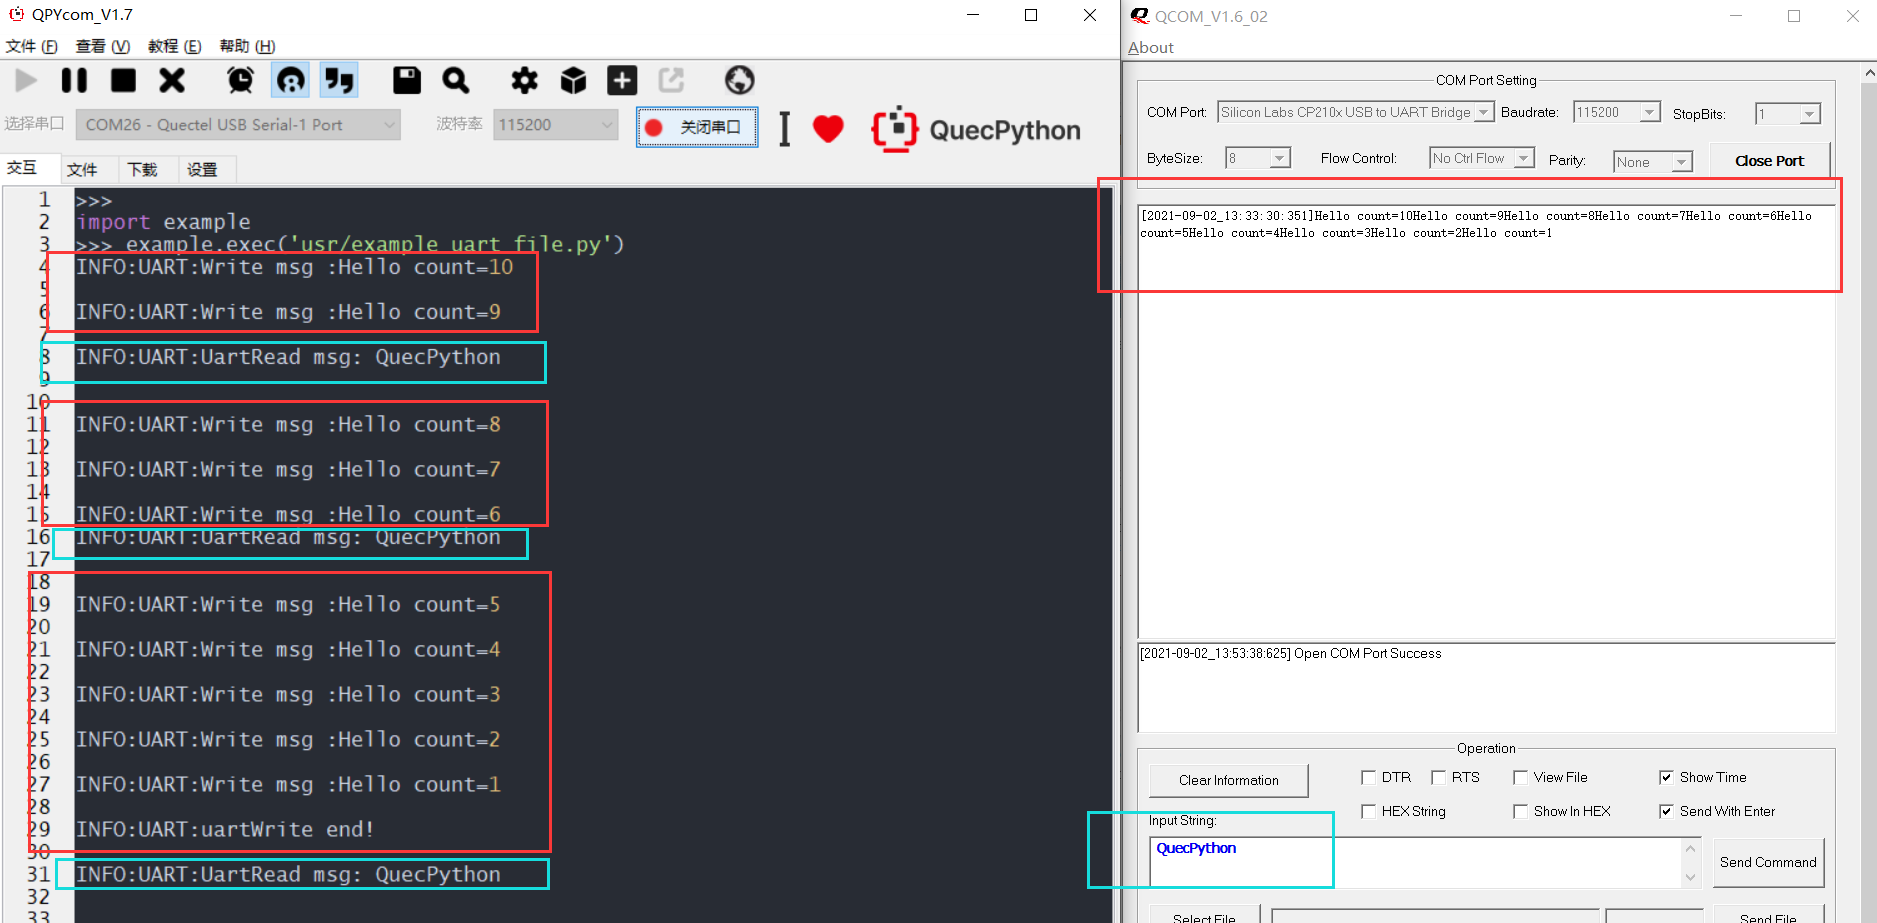 QPYcom_V1.7
文件 (F) 查看 (V) 教程 (E) 帮助 (H)
选择串口 COM26 - Quectel USB Serial-1 Port 波特率 115200 关闭串口 QuecPython
交互 文件 下载 设置
1 >>>
2 import example
3 >>> example.exec('usr/example_uart_file.py')
4 INFO:UART:Write msg :Hello count=10
5
6 INFO:UART:Write msg :Hello count=9
7
8 INFO:UART:UartRead msg: QuecPython
9
10
11 INFO:UART:Write msg :Hello count=8
12
13 INFO:UART:Write msg :Hello count=7
14
15 INFO:UART:Write msg :Hello count=6
16 INFO:UART:UartRead msg: QuecPython
17
18
19 INFO:UART:Write msg :Hello count=5
20
21 INFO:UART:Write msg :Hello count=4
22
23 INFO:UART:Write msg :Hello count=3
24
25 INFO:UART:Write msg :Hello count=2
26
27 INFO:UART:Write msg :Hello count=1
28
29 INFO:UART:uartWrite end!
30
31 INFO:UART:UartRead msg: QuecPython
32
33
QCOM_V1.6_02
About
COM Port Setting
COM Port: Silicon Labs CP210x USB to UART Bridge Baudrate: 115200 StopBits: 1
ByteSize: 8 Flow Control: No Ctrl Flow Parity: None Close Port
[2021-09-02_13:33:30:351]Hello count=10Hello count=9Hello count=8Hello count=7Hello count=6Hello
count=5Hello count=4Hello count=3Hello count=2Hello count=1
[2021-09-02_13:53:38:625] Open COM Port Success
Operation
Clear Information DTR RTS View File Show Time
HEX String Show In HEX Send With Enter
Input String:
QuecPython
Send Command
Select File Send File